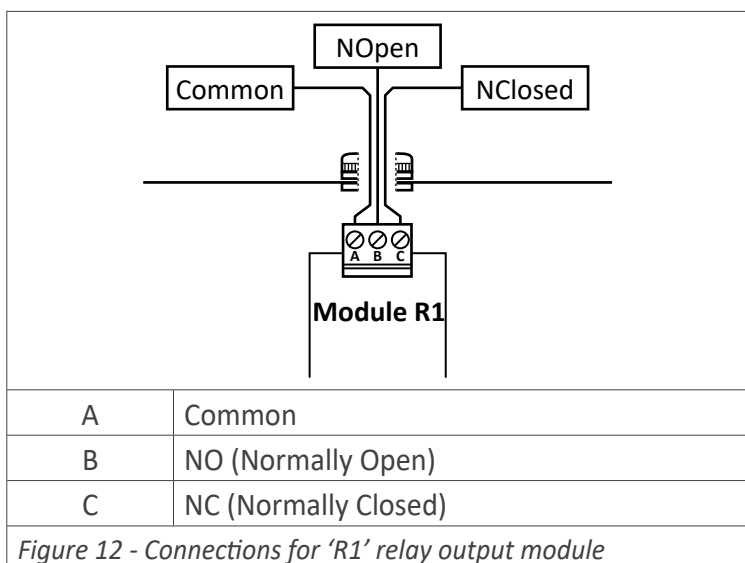 NOpen
Common
NClosed
A B C
Module R1
A Common
B NO (Normally Open)
C NC (Normally Closed)
Figure 12 - Connections for ‘R1’ relay output module